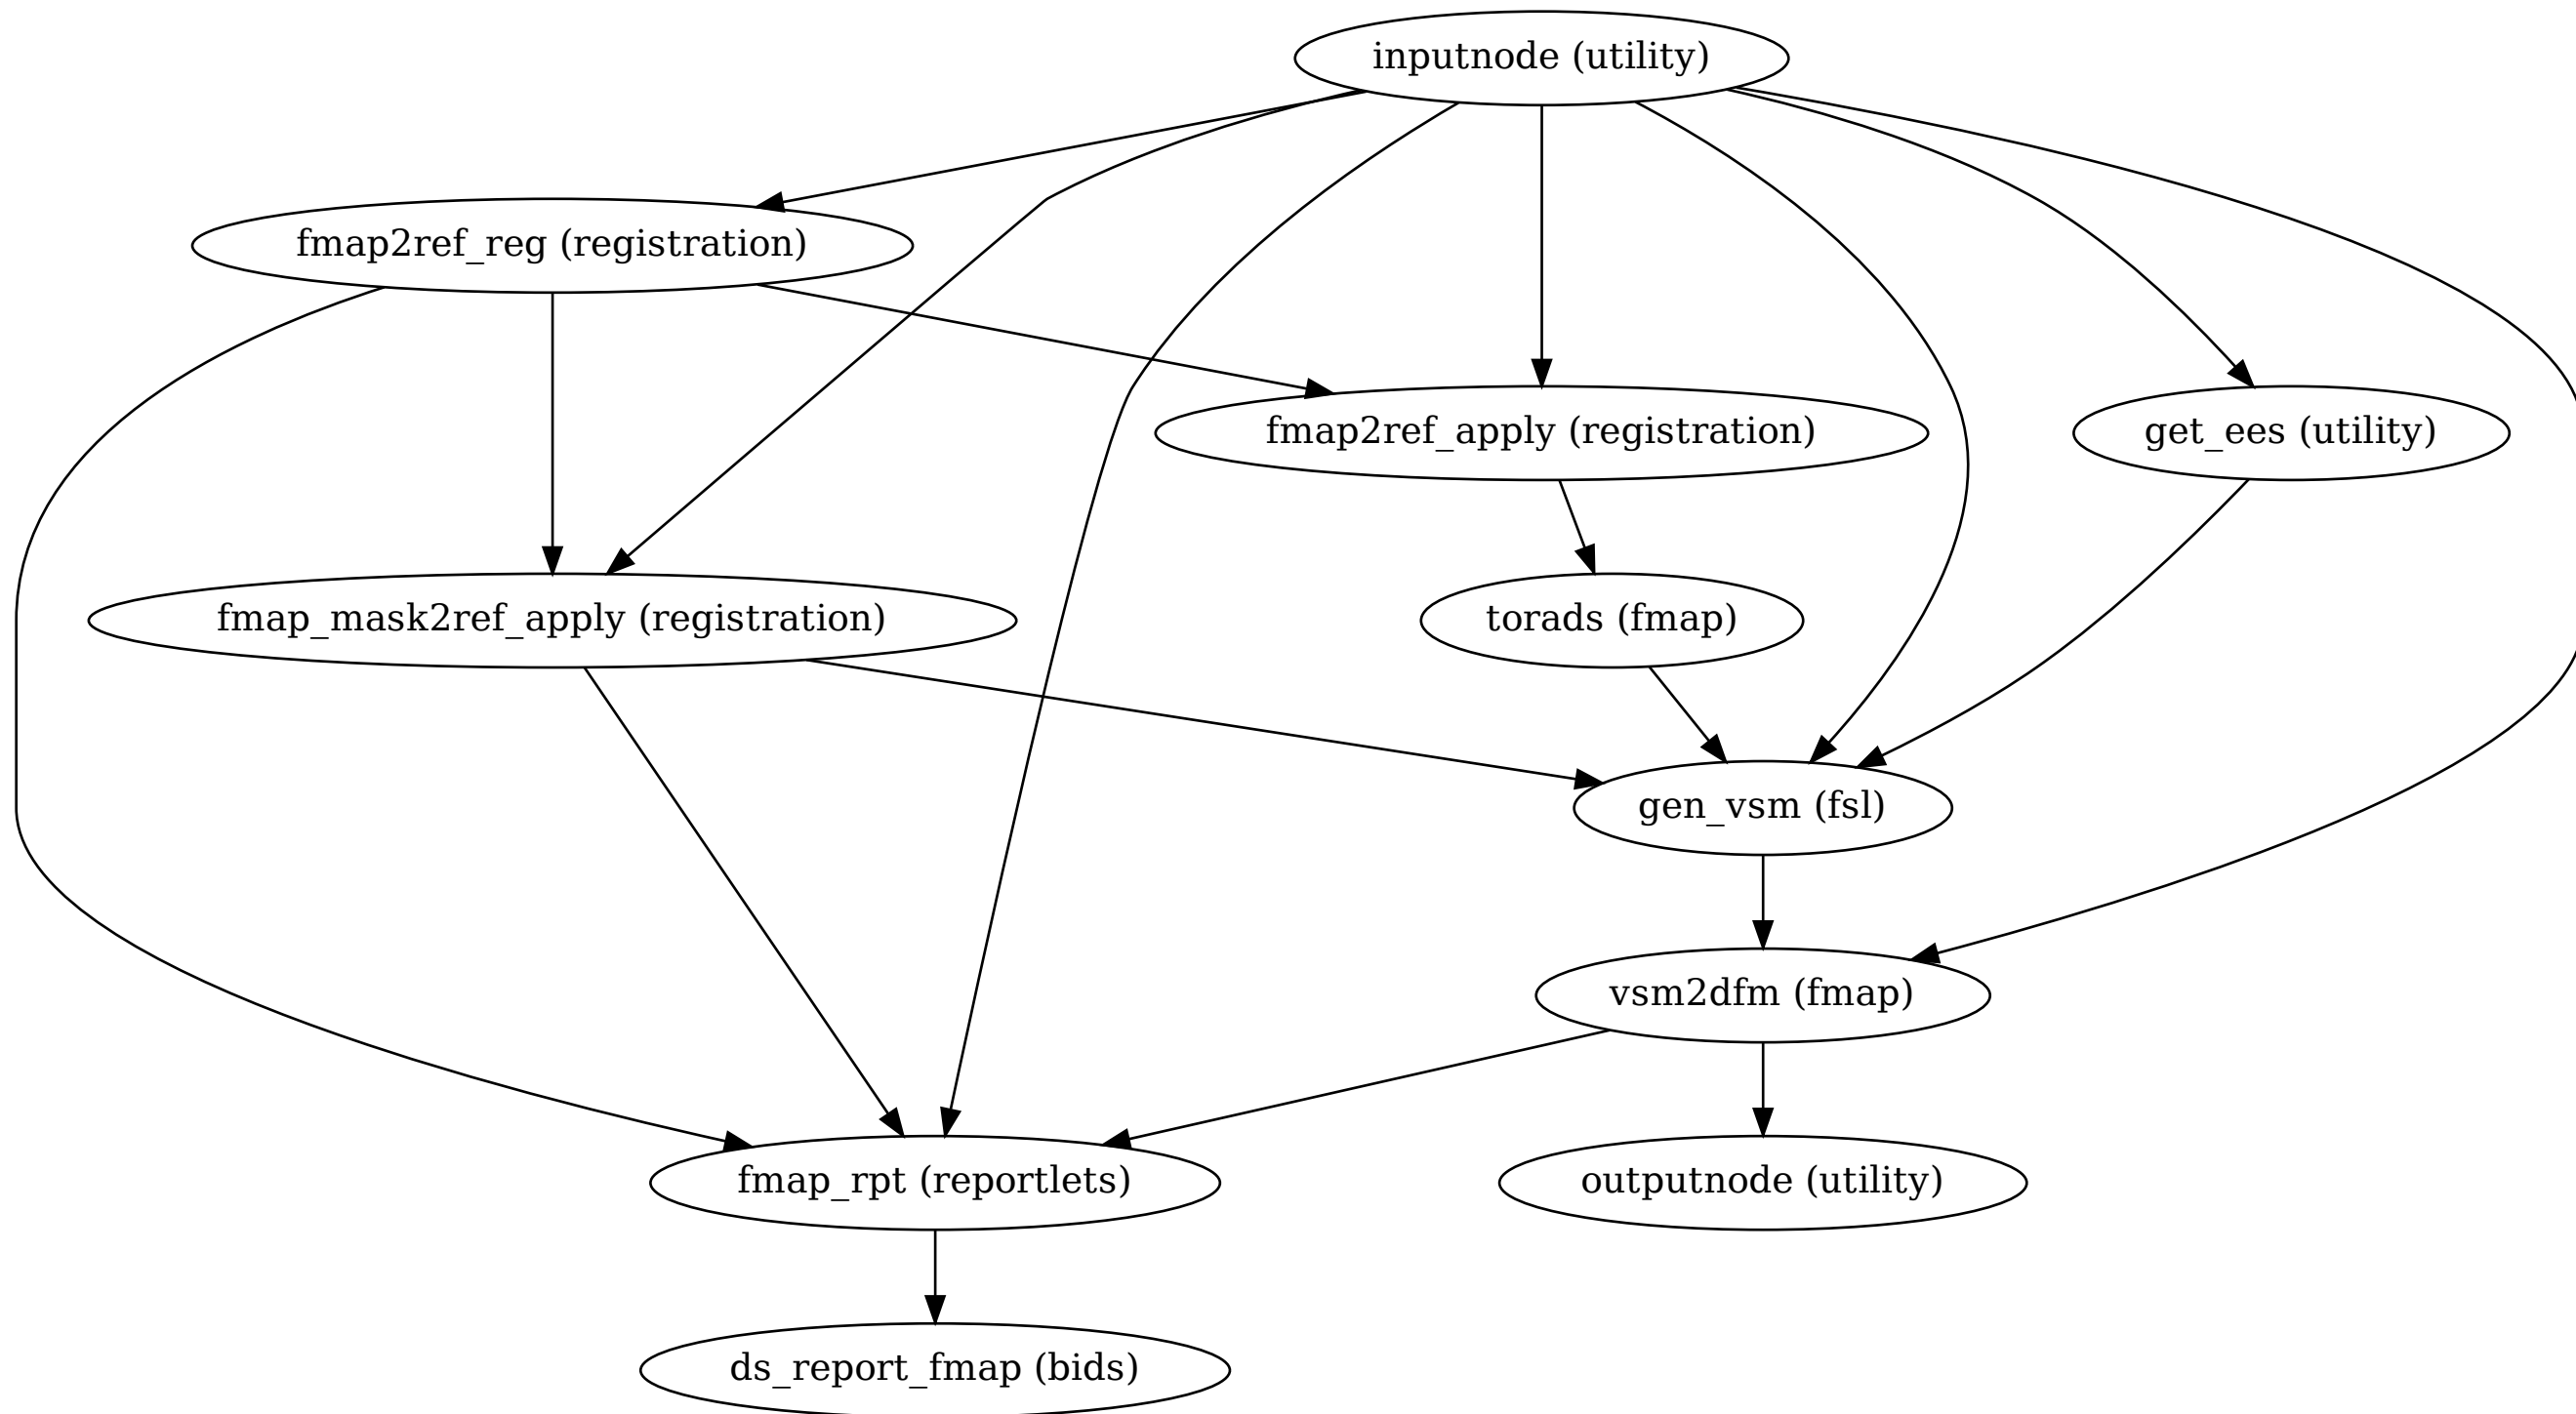 inputnode (utility)
fmap2ref_reg (registration)
fmap2ref_apply (registration)
get_ees (utility)
fmap_mask2ref_apply (registration)
torads (fmap)
gen_vsm (fsl)
vsm2dfm (fmap)
fmap_rpt (reportlets)
outputnode (utility)
ds_report_fmap (bids)